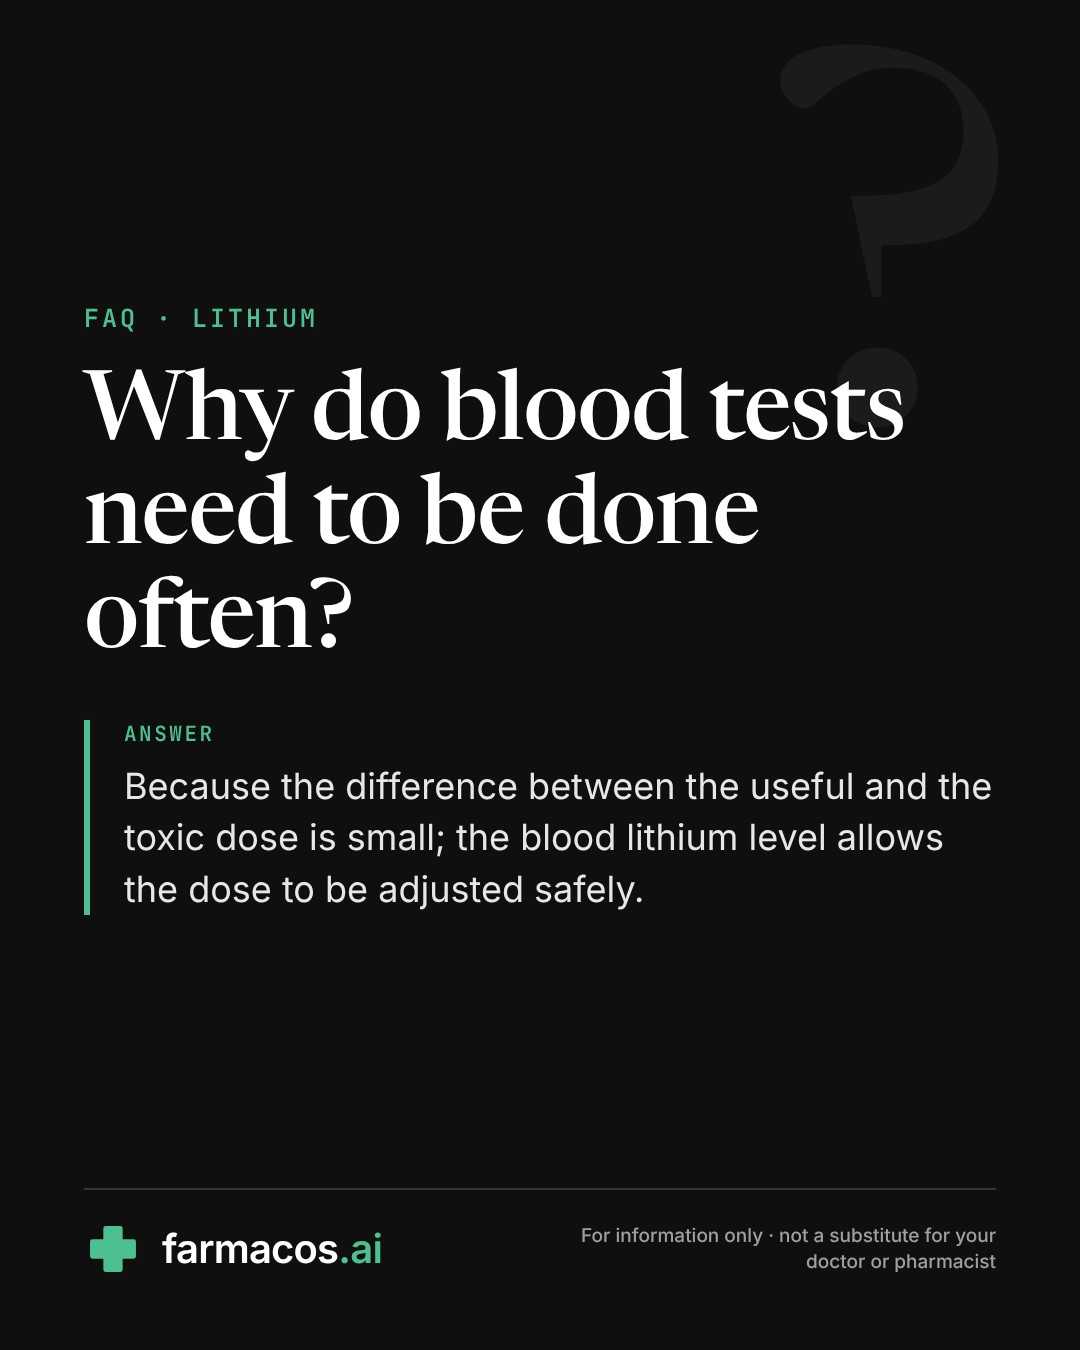 FAQ · LITHIUM
Why do blood tests
need to be done
often?
ANSWER
Because the difference between the useful and the
toxic dose is small; the blood lithium level allows
the dose to be adjusted safely.
farmacos.ai
For information only · not a substitute for your
doctor or pharmacist